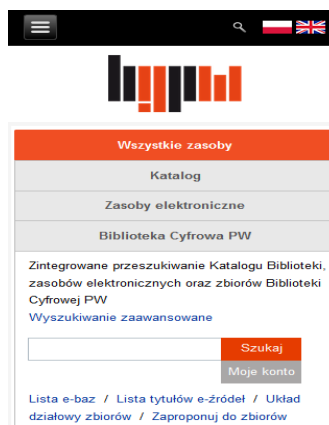 Wszystkie zasoby
Katalog
Zasoby elektroniczne
Biblioteka Cyfrowa PW
Zintegrowane przeszukiwanie Katalogu Biblioteki,
zasobów elektronicznych oraz zbiorów Biblioteki
Cyfrowej PW
Wyszukiwanie zaawansowane
Szukaj
Moje konto
Lista e-baz / Lista tytułów e-źródeł / Układ
działowy zbiorów / Zaproponuj do zbiorów